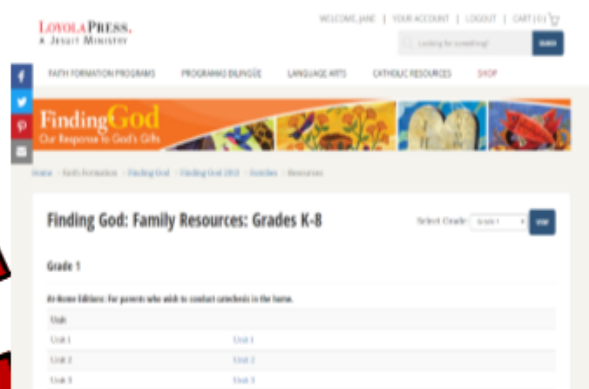 LOYOLAPRESS.
A JESUIT MINISTRY
WELCOME, JANE | YOUR ACCOUNT | LOGOUT | CART (0)
Looking for something?
SEARCH
FAITH FORMATION PROGRAMS PROGRAMAS BILINGÜE LANGUAGE ARTS CATHOLIC RESOURCES SHOP
FindingGod
Our Response to God's Gifts
Home Faith Formation Finding God Finding God 2013 Families Resources
Finding God: Family Resources: Grades K-8
Select Grade: Grade 1 VIEW
Grade 1
At-Home Editions: For parents who wish to conduct catechesis in the home.
Unit
Unit 1 Unit 1
Unit 2 Unit 2
Unit 3 Unit 3